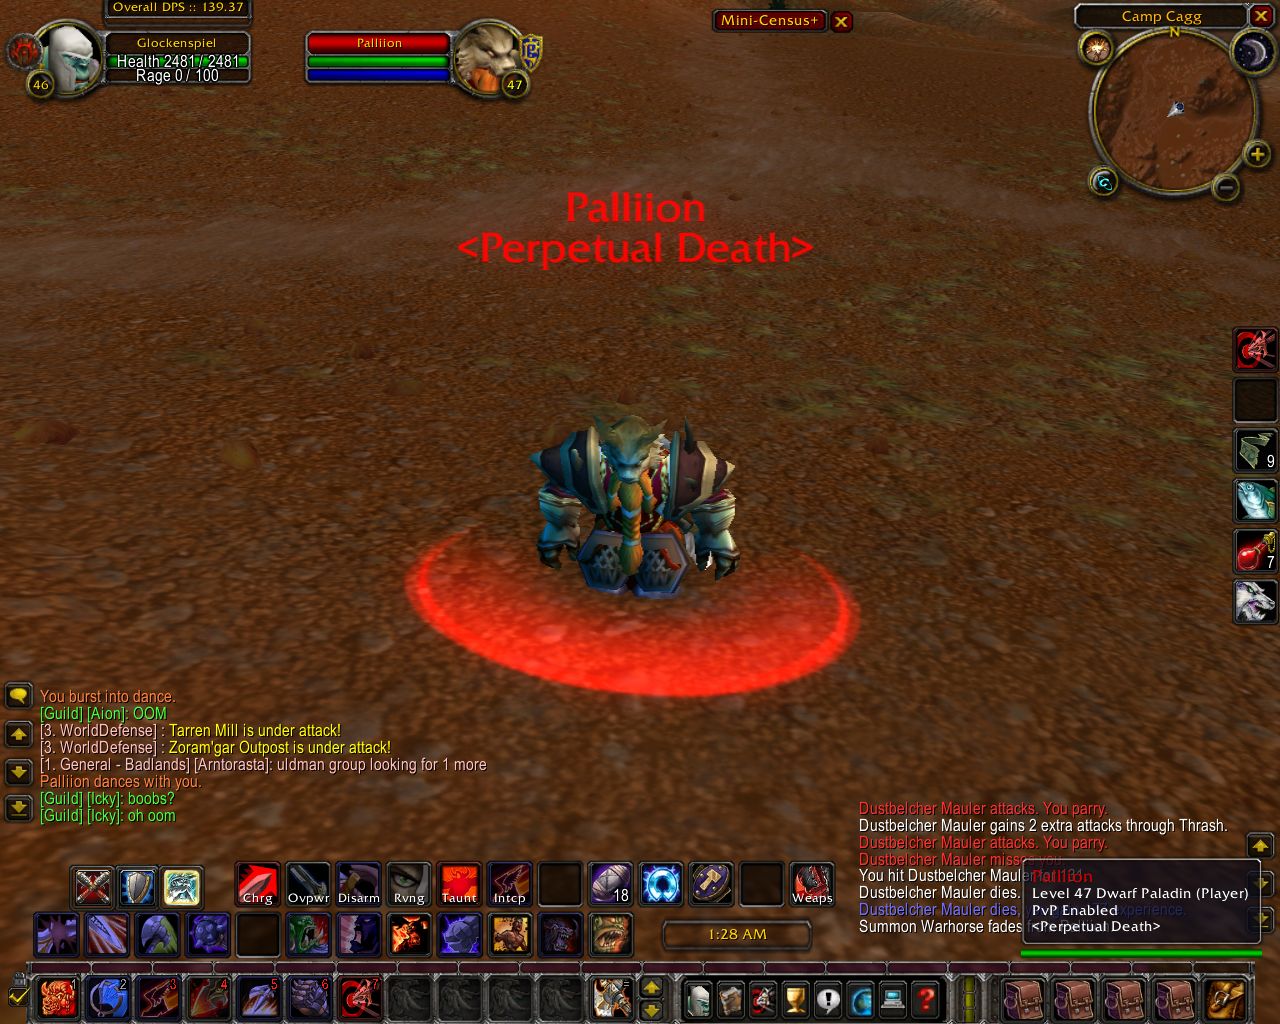 Overall DPS :: 139.37
Glockenspiel
Health 2481 / 2481
Rage 0 / 100
46
Palliion
47
Mini-Census+
Camp Cagg
N
Palliion
<Perpetual Death>
9
7
You burst into dance.
[Guild] [Aion]: OOM
[3. WorldDefense] : Tarren Mill is under attack!
[3. WorldDefense] : Zoram'gar Outpost is under attack!
[1. General - Badlands] [Arntorasta]: uldman group looking for 1 more
Palliion dances with you.
[Guild] [Icky]: boobs?
[Guild] [Icky]: oh oom
Dustbelcher Mauler attacks. You parry.
Dustbelcher Mauler gains 2 extra attacks through Thrash.
Dustbelcher Mauler attacks. You parry.
Dustbelcher Mauler misses you.
You hit Dustbelcher Mauler
Dustbelcher Mauler dies.
Dustbelcher Mauler dies, experience.
Summon Warhorse fades
Palliion
Level 47 Dwarf Paladin (Player)
PvP Enabled
<Perpetual Death>
Chrg
Ovpwr
Disarm
Rvng
Taunt
Intcp
18
Weaps
1:28 AM
1
2
3
4
5
6
7
=